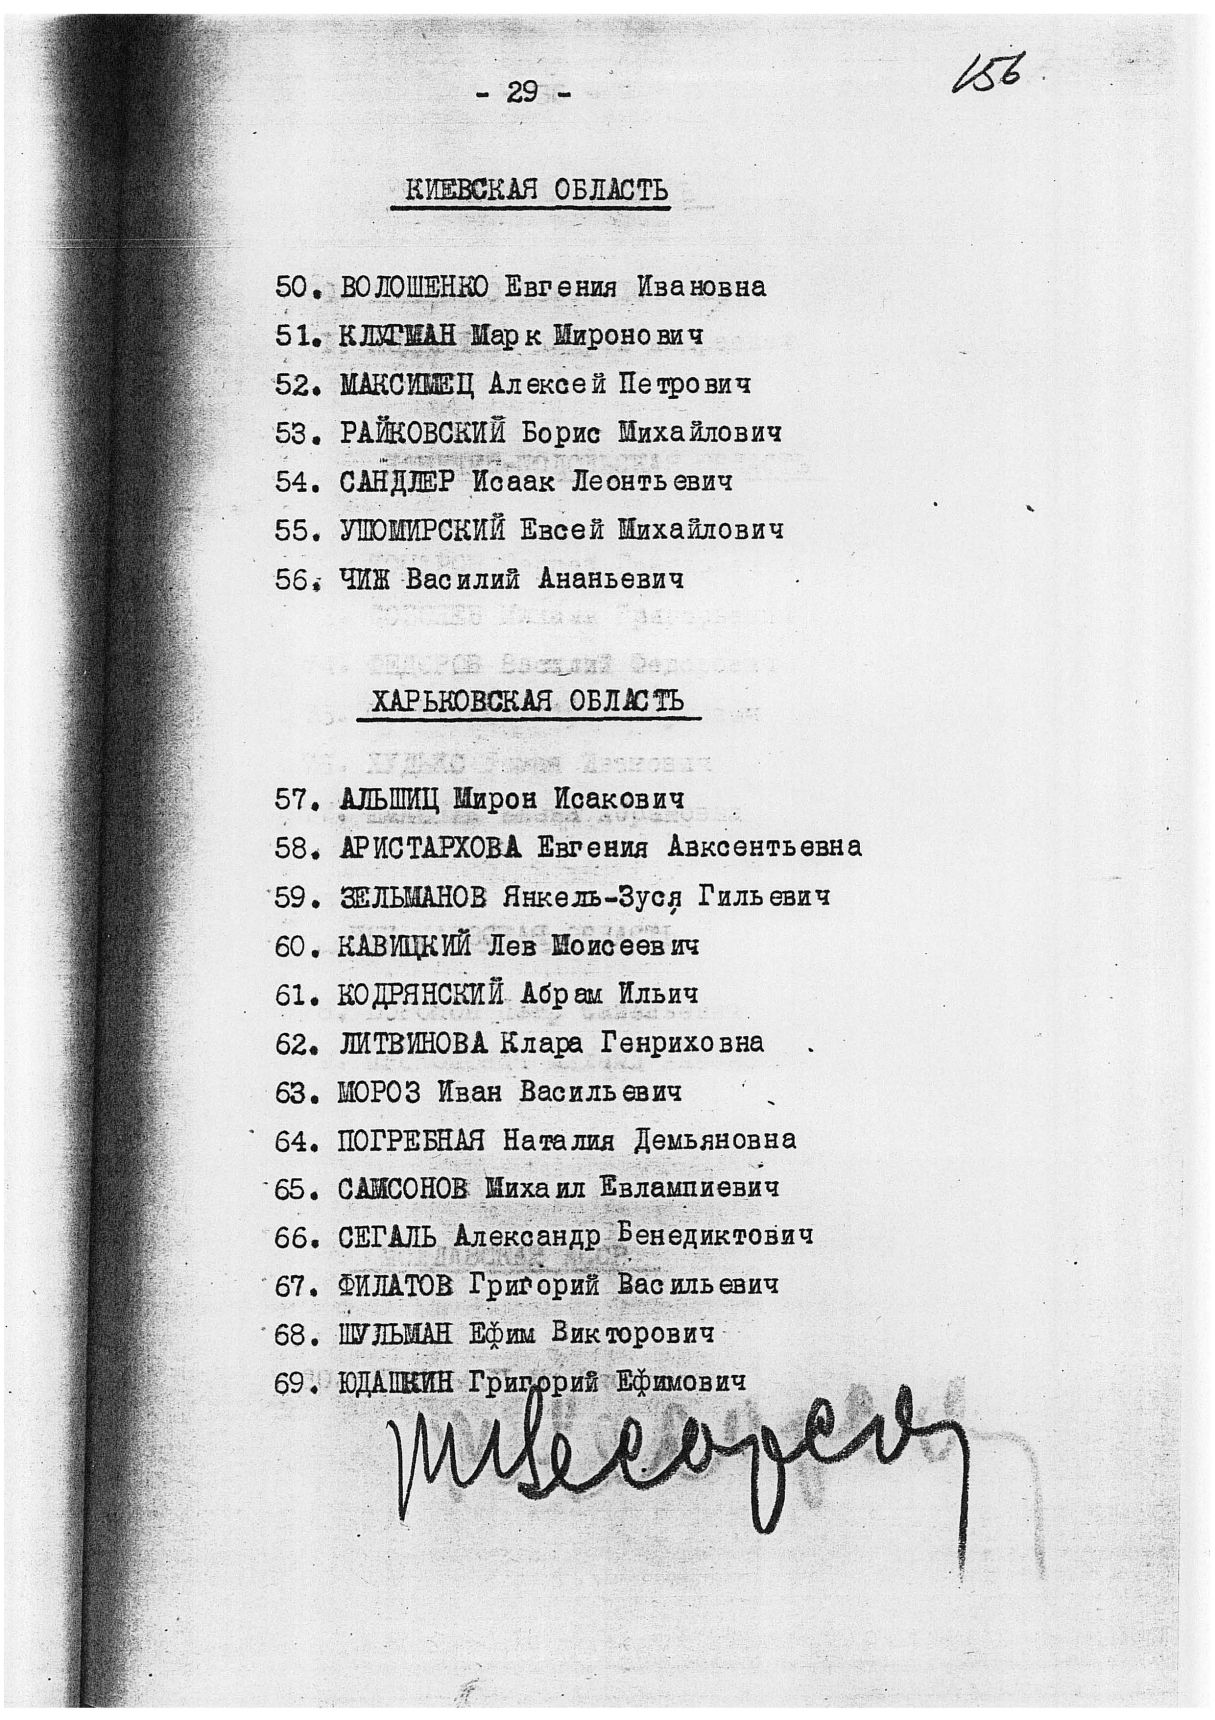 - 29 -
156
КИЕВСКАЯ ОБЛАСТЬ
50. ВОЛОШЕНКО Евгения Ивановна
51. КЛУГМАН Марк Миронович
52. МАКСИМЕЦ Алексей Петрович
53. РАЙКОВСКИЙ Борис Михайлович
54. САНДЛЕР Исаак Леонтьевич
55. УШОМИРСКИЙ Евсей Михайлович
56. ЧИЖ Василий Ананьевич
ХАРЬКОВСКАЯ ОБЛАСТЬ
57. АЛЬШИЦ Мирон Исакович
58. АРИСТАРХОВА Евгения Авксентьевна
59. ЗЕЛЬМАНОВ Янкель-Зуся Гильевич
60. КАВИЦКИЙ Лев Моисеевич
61. КОДРЯНСКИЙ Абрам Ильич
62. ЛИТВИНОВА Клара Генриховна
63. МОРОЗ Иван Васильевич
64. ПОГРЕБНАЯ Наталия Демьяновна
65. САМСОНОВ Михаил Евлампиевич
66. СЕГАЛЬ Александр Бенедиктович
67. ФИЛАТОВ Григорий Васильевич
68. ШУЛЬМАН Ефим Викторович
69. ЮДАШКИН Григорий Ефимович